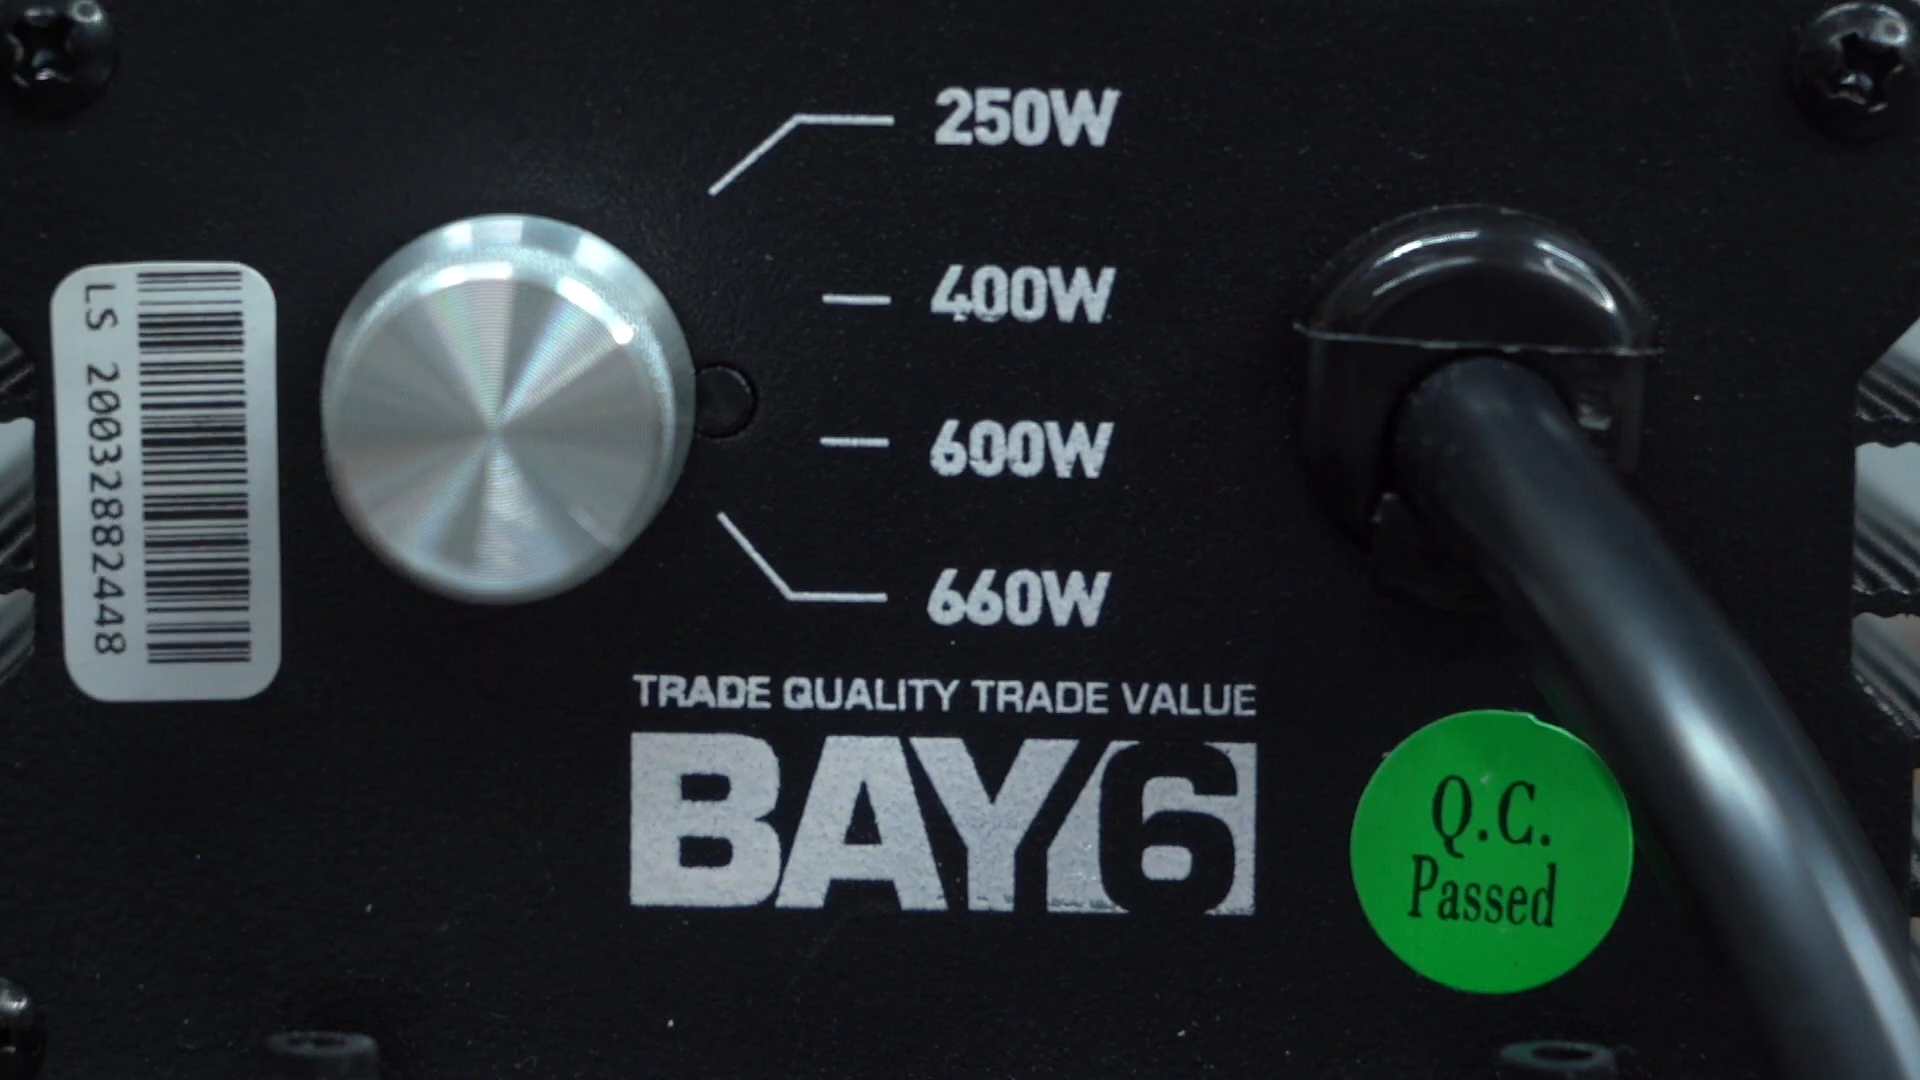 250W
400W
600W
660W
LS 20032882448
TRADE QUALITY TRADE VALUE
BAY6
Q.C.
Passed